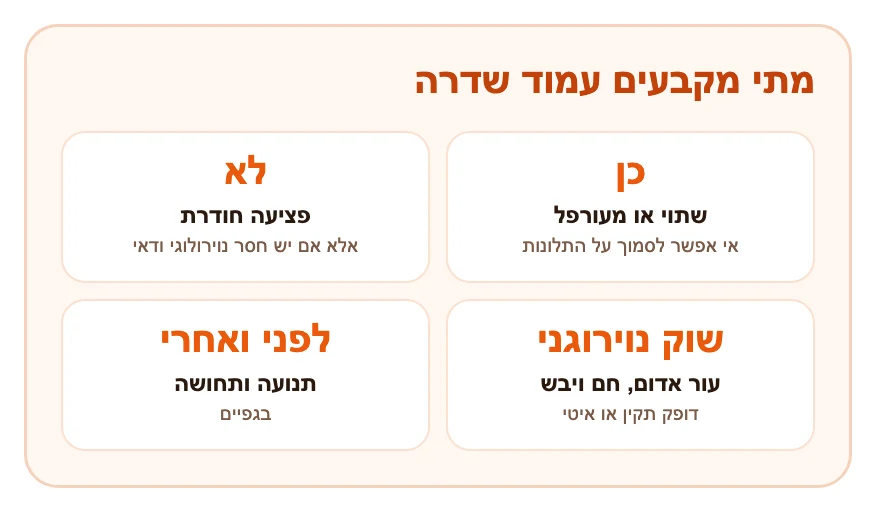 מתי מקבעים עמוד שדרה
כן
שתוי או מעורפל
אי אפשר לסמוך על התלונות
לא
פציעה חודרת
אלא אם יש חסר נוירולוגי ודאי
שוק נוירוגני
עור אדום, חם ויבש
דופק תקין או איטי
לפני ואחרי
תנועה ותחושה
בגפיים